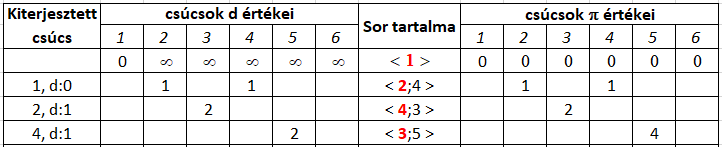 Kiterjesztett csúcs csúcsok d értékei Sor tartalma csúcsok π értékei
1 2 3 4 5 6 1 2 3 4 5 6
0 ∞ ∞ ∞ ∞ ∞ < 1 > 0 0 0 0 0 0
1, d:0 1 1 < 2;4 > 1 1
2, d:1 2 < 4;3 > 2
4, d:1 2 < 3;5 > 4